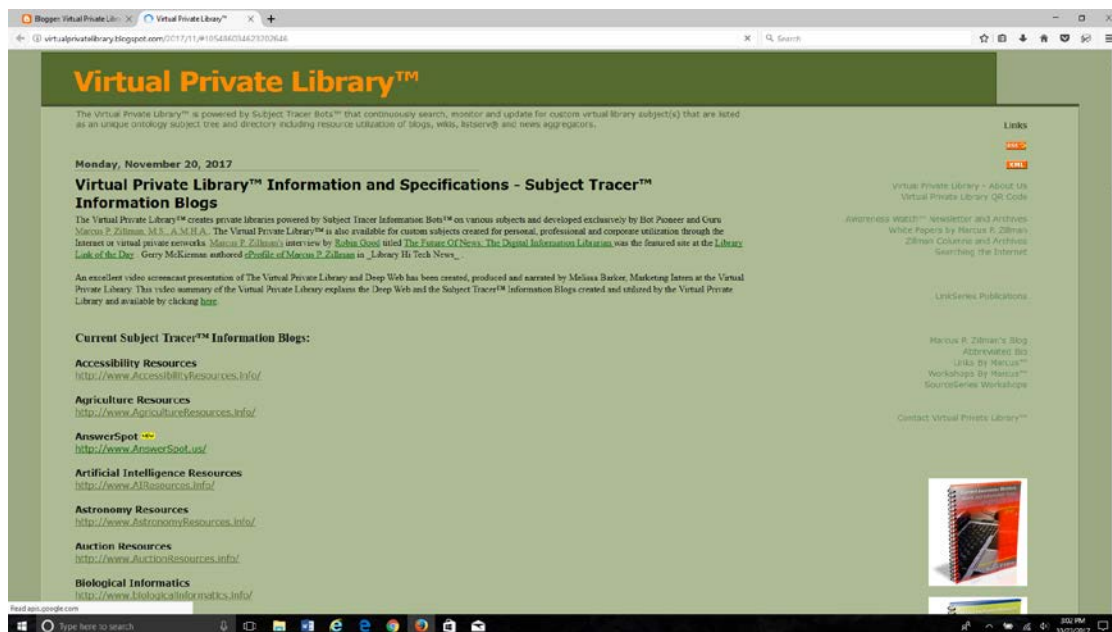 Blogger: Virtual Private Libr
Virtual Private Library™
virtualprivatelibrary.blogspot.com/2017/11/#105486034623202646
Search
Virtual Private Library™
The Virtual Private Library™ is powered by Subject Tracer Bots™ that continuously search, monitor and update for custom virtual library subject(s) that are listed
as an unique ontology subject tree and directory including resource utilization of blogs, wikis, listserv® and news aggregators.
Monday, November 20, 2017
Virtual Private Library™ Information and Specifications - Subject Tracer™
Information Blogs
The Virtual Private Library™ creates private libraries powered by Subject Tracer Information Bots™ on various subjects and developed exclusively by Bot Pioneer and Guru
Marcus P. Zillman, M.S., A.M.H.A.. The Virtual Private Library™ is also available for custom subjects created for personal, professional and corporate utilization through the
Internet or virtual private networks. Marcus P. Zillman's interview by Robin Good titled The Future Of News: The Digital Information Librarian was the featured site at the Library
Link of the Day . Gerry McKiernan authored eProfile of Marcus P. Zillman in _Library Hi Tech News_ .
An excellent video screencast presentation of The Virtual Private Library and Deep Web has been created, produced and narrated by Melissa Barker, Marketing Intern at the Virtual
Private Library. This video summary of the Virtual Private Library explains the Deep Web and the Subject Tracer™ Information Blogs created and utilized by the Virtual Private
Library and available by clicking here.
Current Subject Tracer™ Information Blogs:
Accessibility Resources
http://www.AccessibilityResources.info/
Agriculture Resources
http://www.AgricultureResources.info/
AnswerSpot NEW
http://www.AnswerSpot.us/
Artificial Intelligence Resources
http://www.AIResources.info/
Astronomy Resources
http://www.AstronomyResources.info/
Auction Resources
http://www.AuctionResources.info/
Biological Informatics
http://www.biologicalinformatics.info/
Links
XML
Virtual Private Library - About Us
Virtual Private Library QR Code
Awareness Watch™ Newsletter and Archives
White Papers by Marcus P. Zillman
Zillman Columns and Archives
Searching the Internet
LinkSeries Publications
Marcus P. Zillman's Blog
Abbreviated Bio
Links By Marcus™
Workshops By Marcus™
SourceSeries Workshops
Contact Virtual Private Library™
Read apis.google.com
Type here to search
3:02 PM